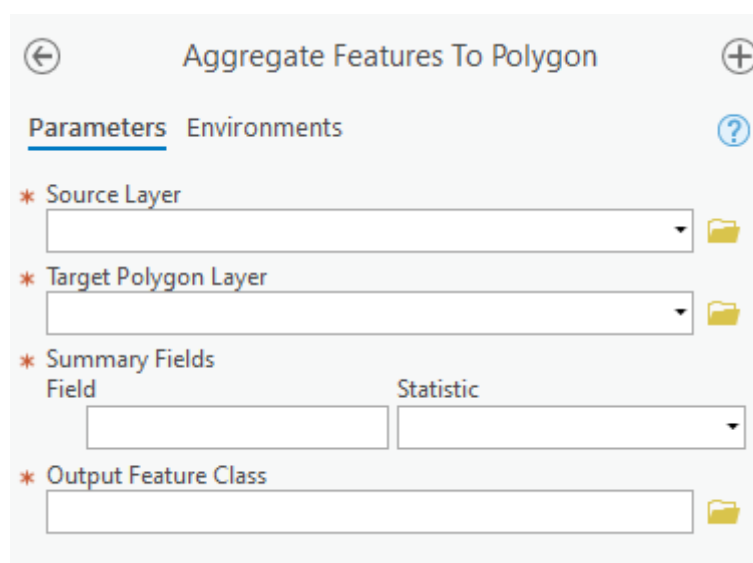 Aggregate Features To Polygon
Parameters Environments
?
* Source Layer
* Target Polygon Layer
* Summary Fields
Field Statistic
* Output Feature Class